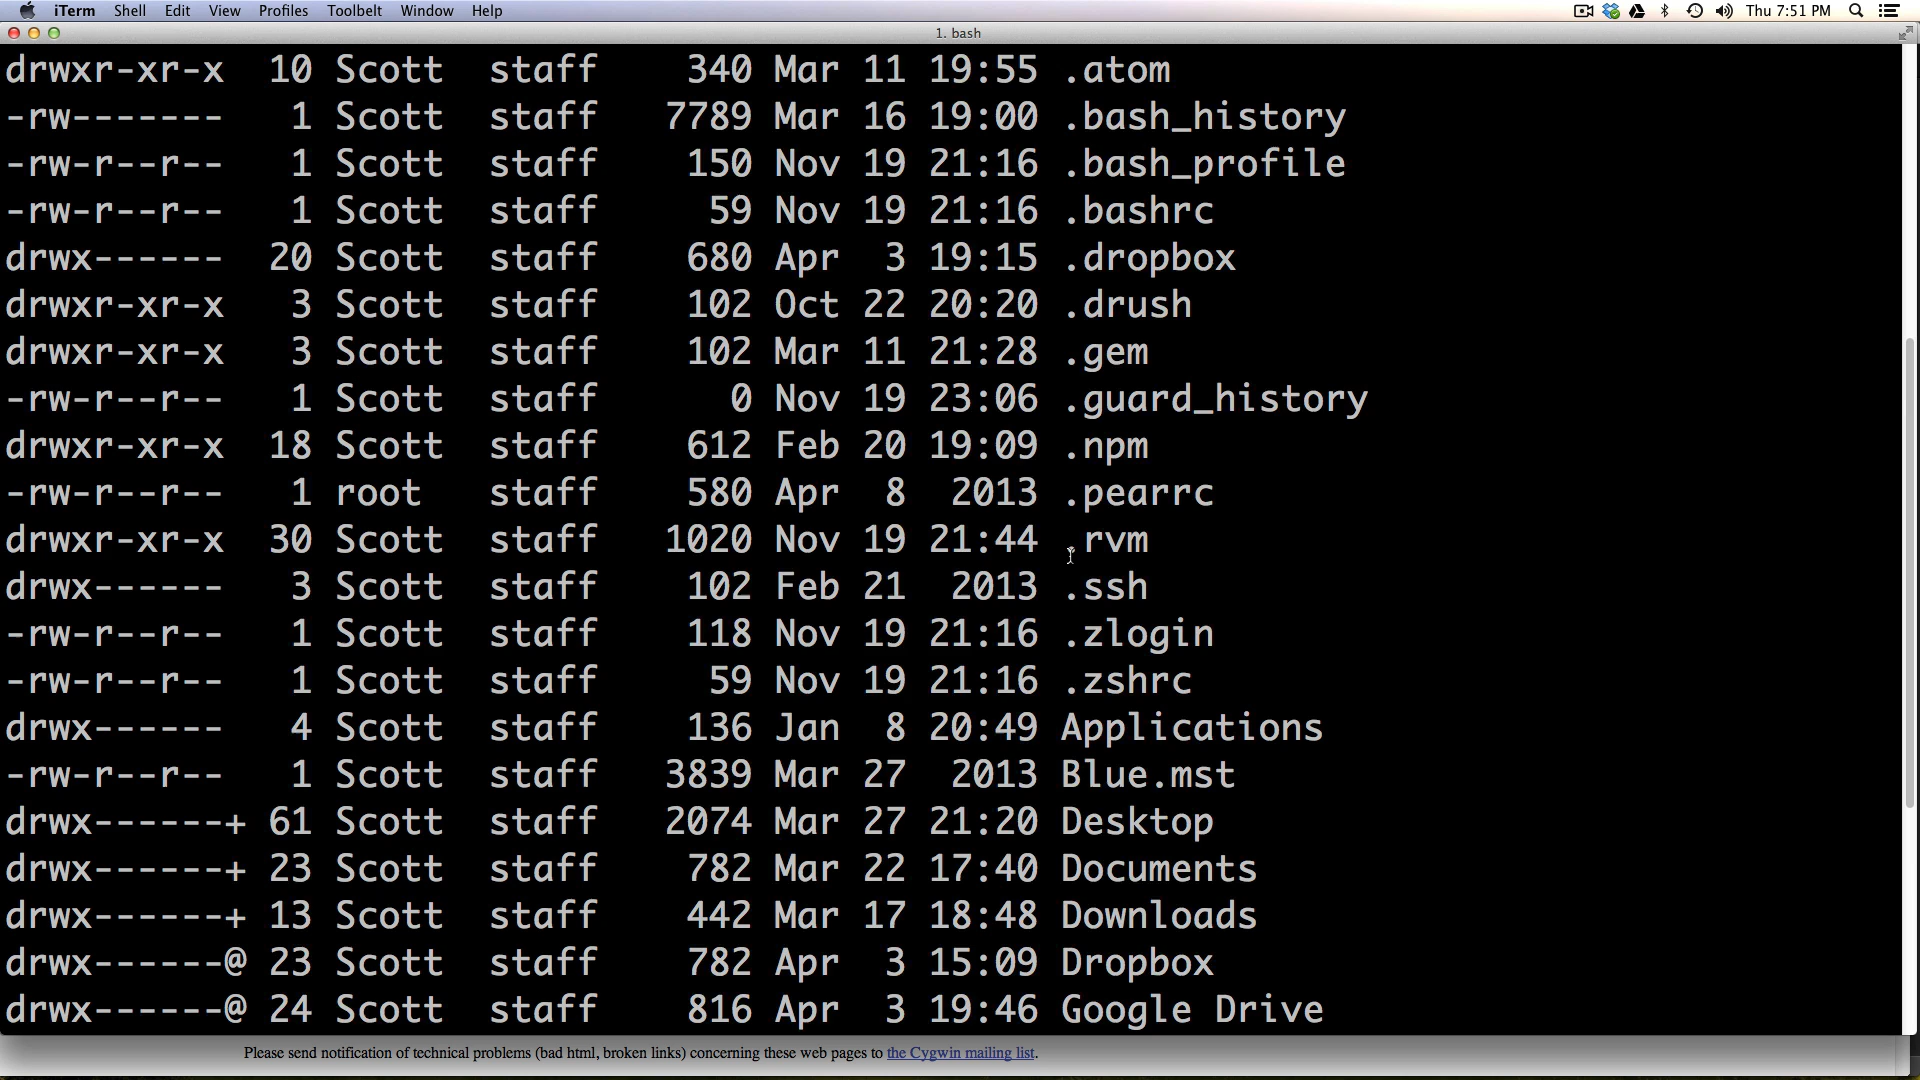 iTerm Shell Edit View Profiles Toolbelt Window Help Thu 7:51 PM
1. bash
drwxr-xr-x 10 Scott staff 340 Mar 11 19:55 .atom
-rw------- 1 Scott staff 7789 Mar 16 19:00 .bash_history
-rw-r--r-- 1 Scott staff 150 Nov 19 21:16 .bash_profile
-rw-r--r-- 1 Scott staff 59 Nov 19 21:16 .bashrc
drwx------ 20 Scott staff 680 Apr 3 19:15 .dropbox
drwxr-xr-x 3 Scott staff 102 Oct 22 20:20 .drush
drwxr-xr-x 3 Scott staff 102 Mar 11 21:28 .gem
-rw-r--r-- 1 Scott staff 0 Nov 19 23:06 .guard_history
drwxr-xr-x 18 Scott staff 612 Feb 20 19:09 .npm
-rw-r--r-- 1 root staff 580 Apr 8 2013 .pearrc
drwxr-xr-x 30 Scott staff 1020 Nov 19 21:44 .rvm
drwx------ 3 Scott staff 102 Feb 21 2013 .ssh
-rw-r--r-- 1 Scott staff 118 Nov 19 21:16 .zlogin
-rw-r--r-- 1 Scott staff 59 Nov 19 21:16 .zshrc
drwx------ 4 Scott staff 136 Jan 8 20:49 Applications
-rw-r--r-- 1 Scott staff 3839 Mar 27 2013 Blue.mst
drwx------+ 61 Scott staff 2074 Mar 27 21:20 Desktop
drwx------+ 23 Scott staff 782 Mar 22 17:40 Documents
drwx------+ 13 Scott staff 442 Mar 17 18:48 Downloads
drwx------@ 23 Scott staff 782 Apr 3 15:09 Dropbox
drwx------@ 24 Scott staff 816 Apr 3 19:46 Google Drive
Please send notification of technical problems (bad html, broken links) concerning these web pages to the Cygwin mailing list.